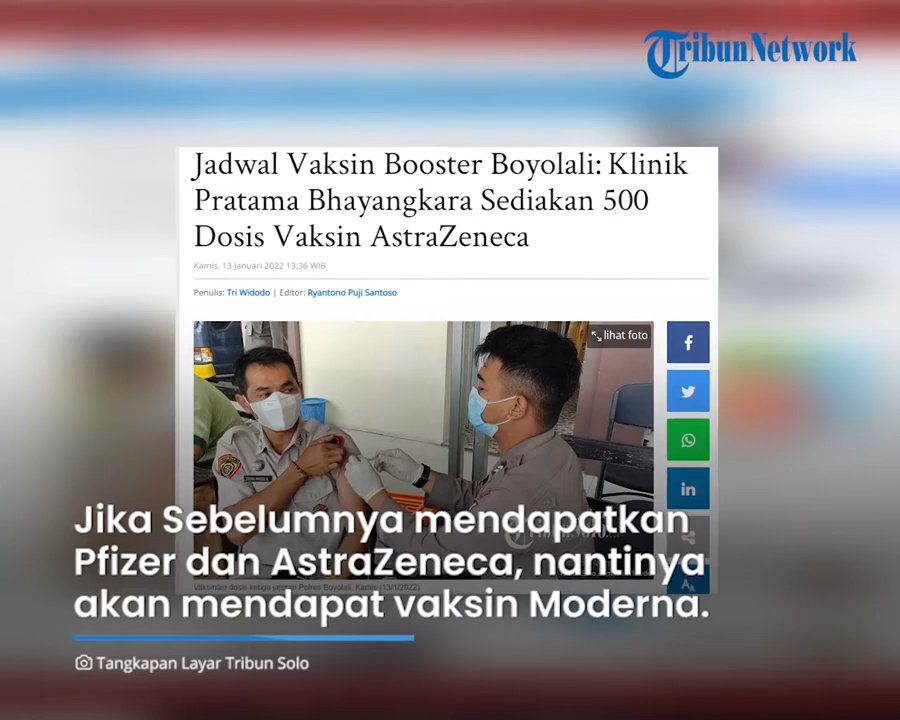 TribunNetwork
Jadwal Vaksin Booster Boyolali: Klinik
Pratama Bhayangkara Sediakan 500
Dosis Vaksin AstraZeneca
Kamis, 13 Januari 2022 13:36 WIB
Penulis: Tri Widodo | Editor: Ryantono Puji Santoso
lihat foto
Jika Sebelumnya mendapatkan
Pfizer dan AstraZeneca, nantinya
akan mendapat vaksin Moderna.
Tangkapan Layar Tribun Solo